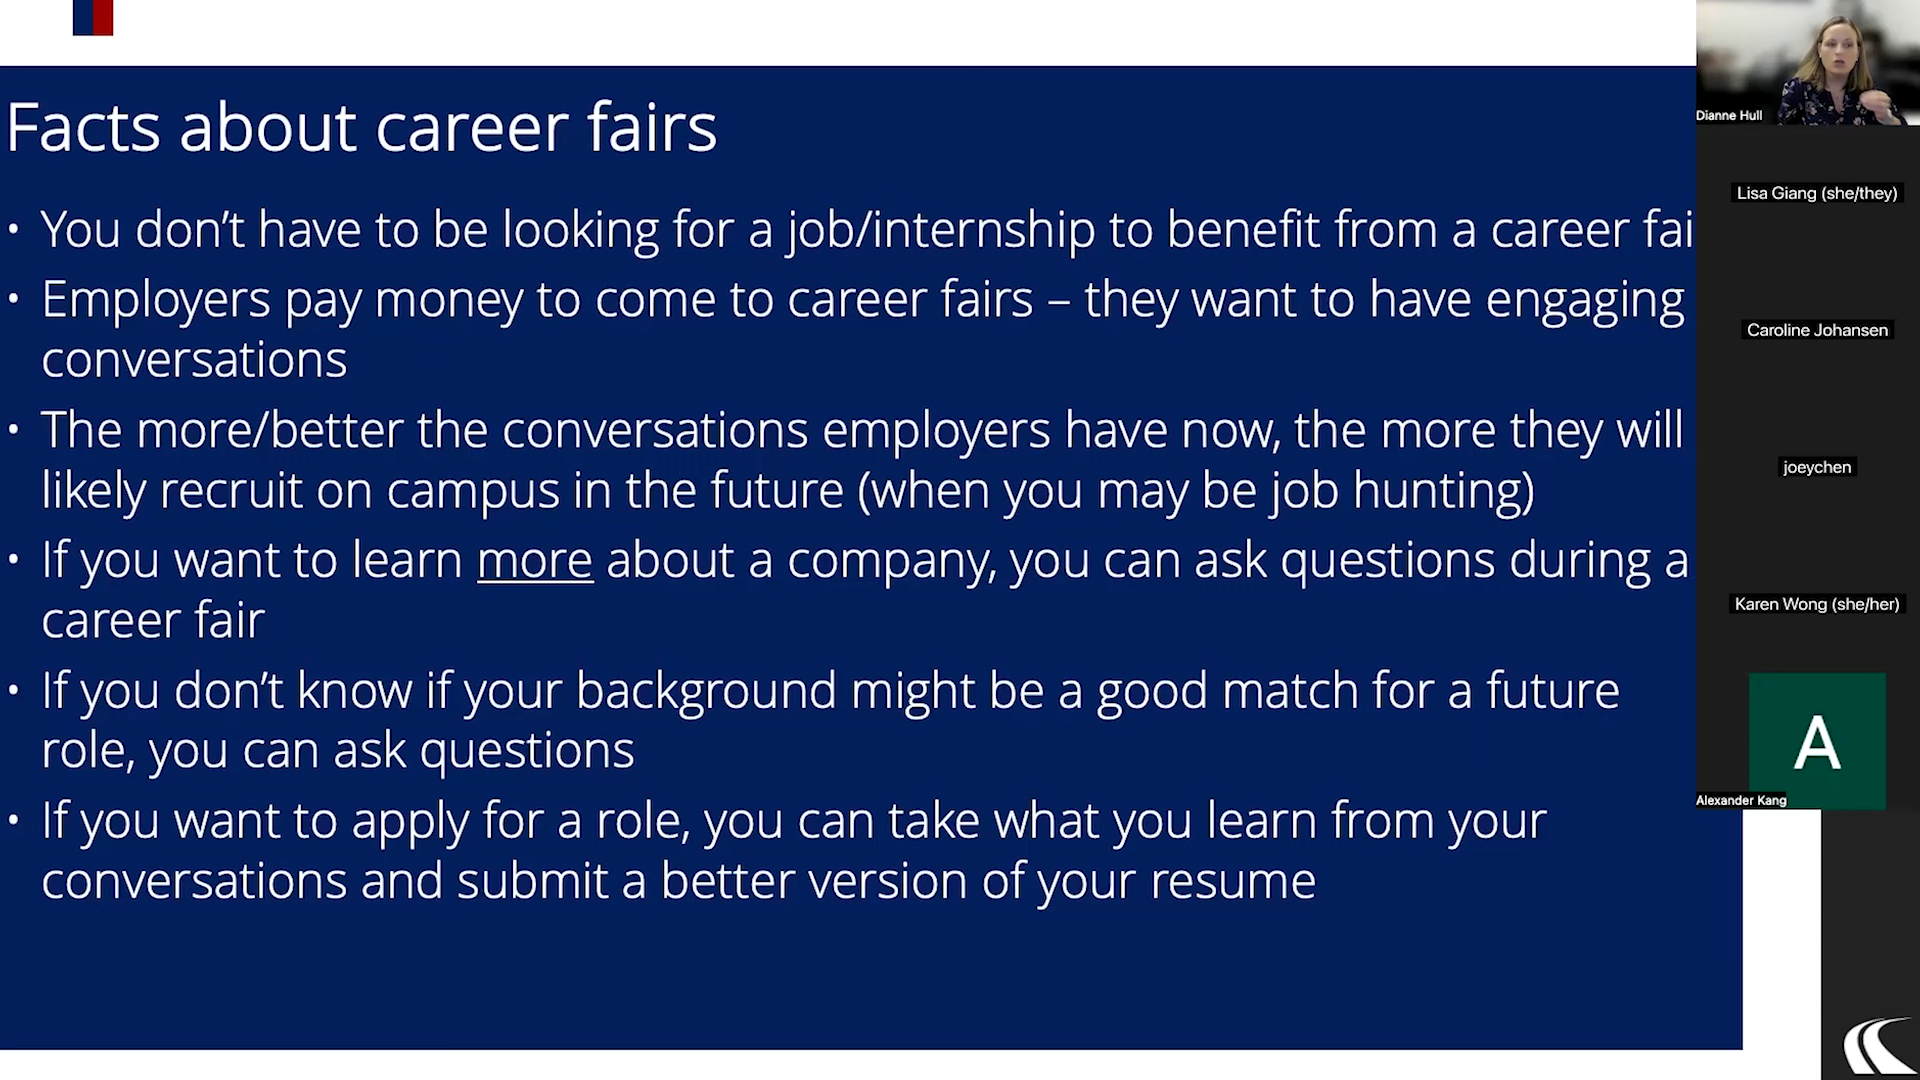 Facts about career fairs
• You don't have to be looking for a job/internship to benefit from a career fai
• Employers pay money to come to career fairs – they want to have engaging
conversations
• The more/better the conversations employers have now, the more they will
likely recruit on campus in the future (when you may be job hunting)
• If you want to learn more about a company, you can ask questions during a
career fair
• If you don't know if your background might be a good match for a future
role, you can ask questions
• If you want to apply for a role, you can take what you learn from your
conversations and submit a better version of your resume
Dianne Hull
Lisa Giang (she/they)
Caroline Johansen
joeychen
Karen Wong (she/her)
A
Alexander Kang